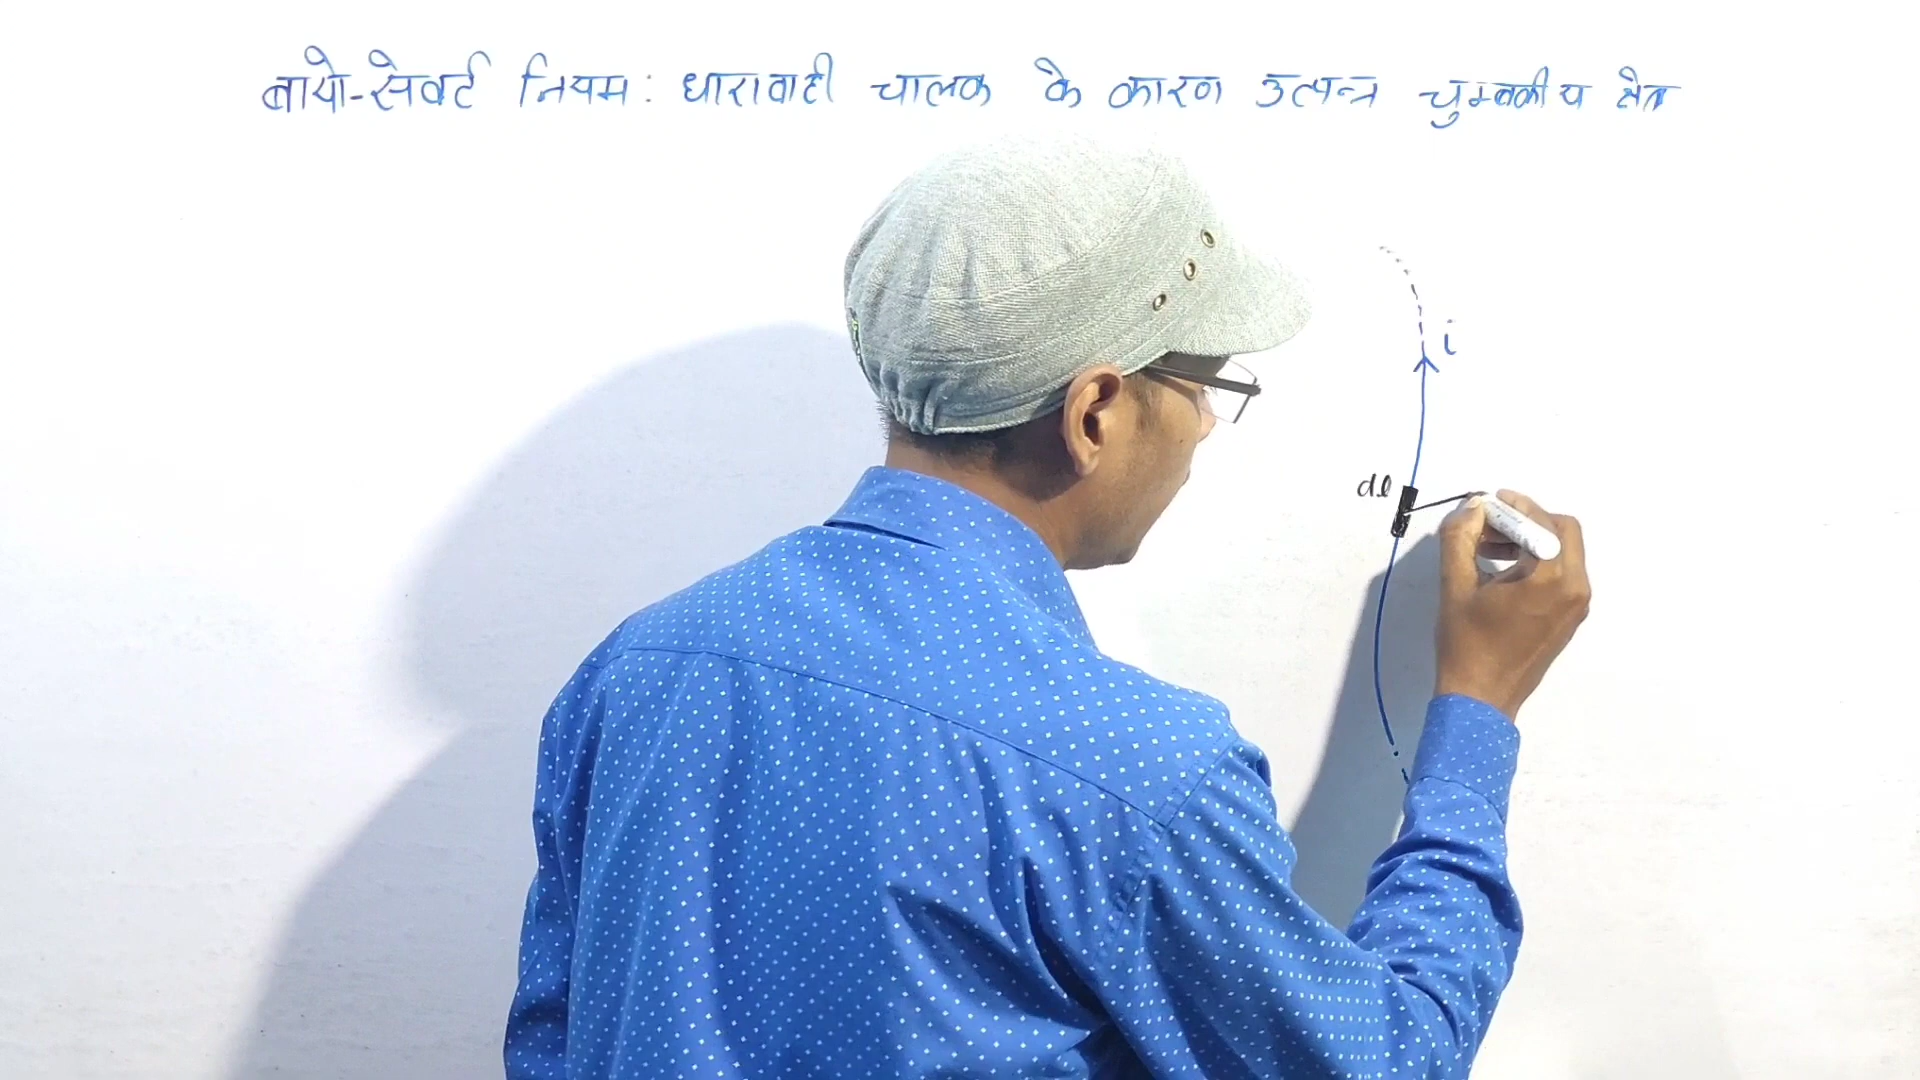 बायो-सेवर्ट नियम: धारावाही चालक के कारण उत्पन्न चुम्बकीय क्षेत्र
i
dl